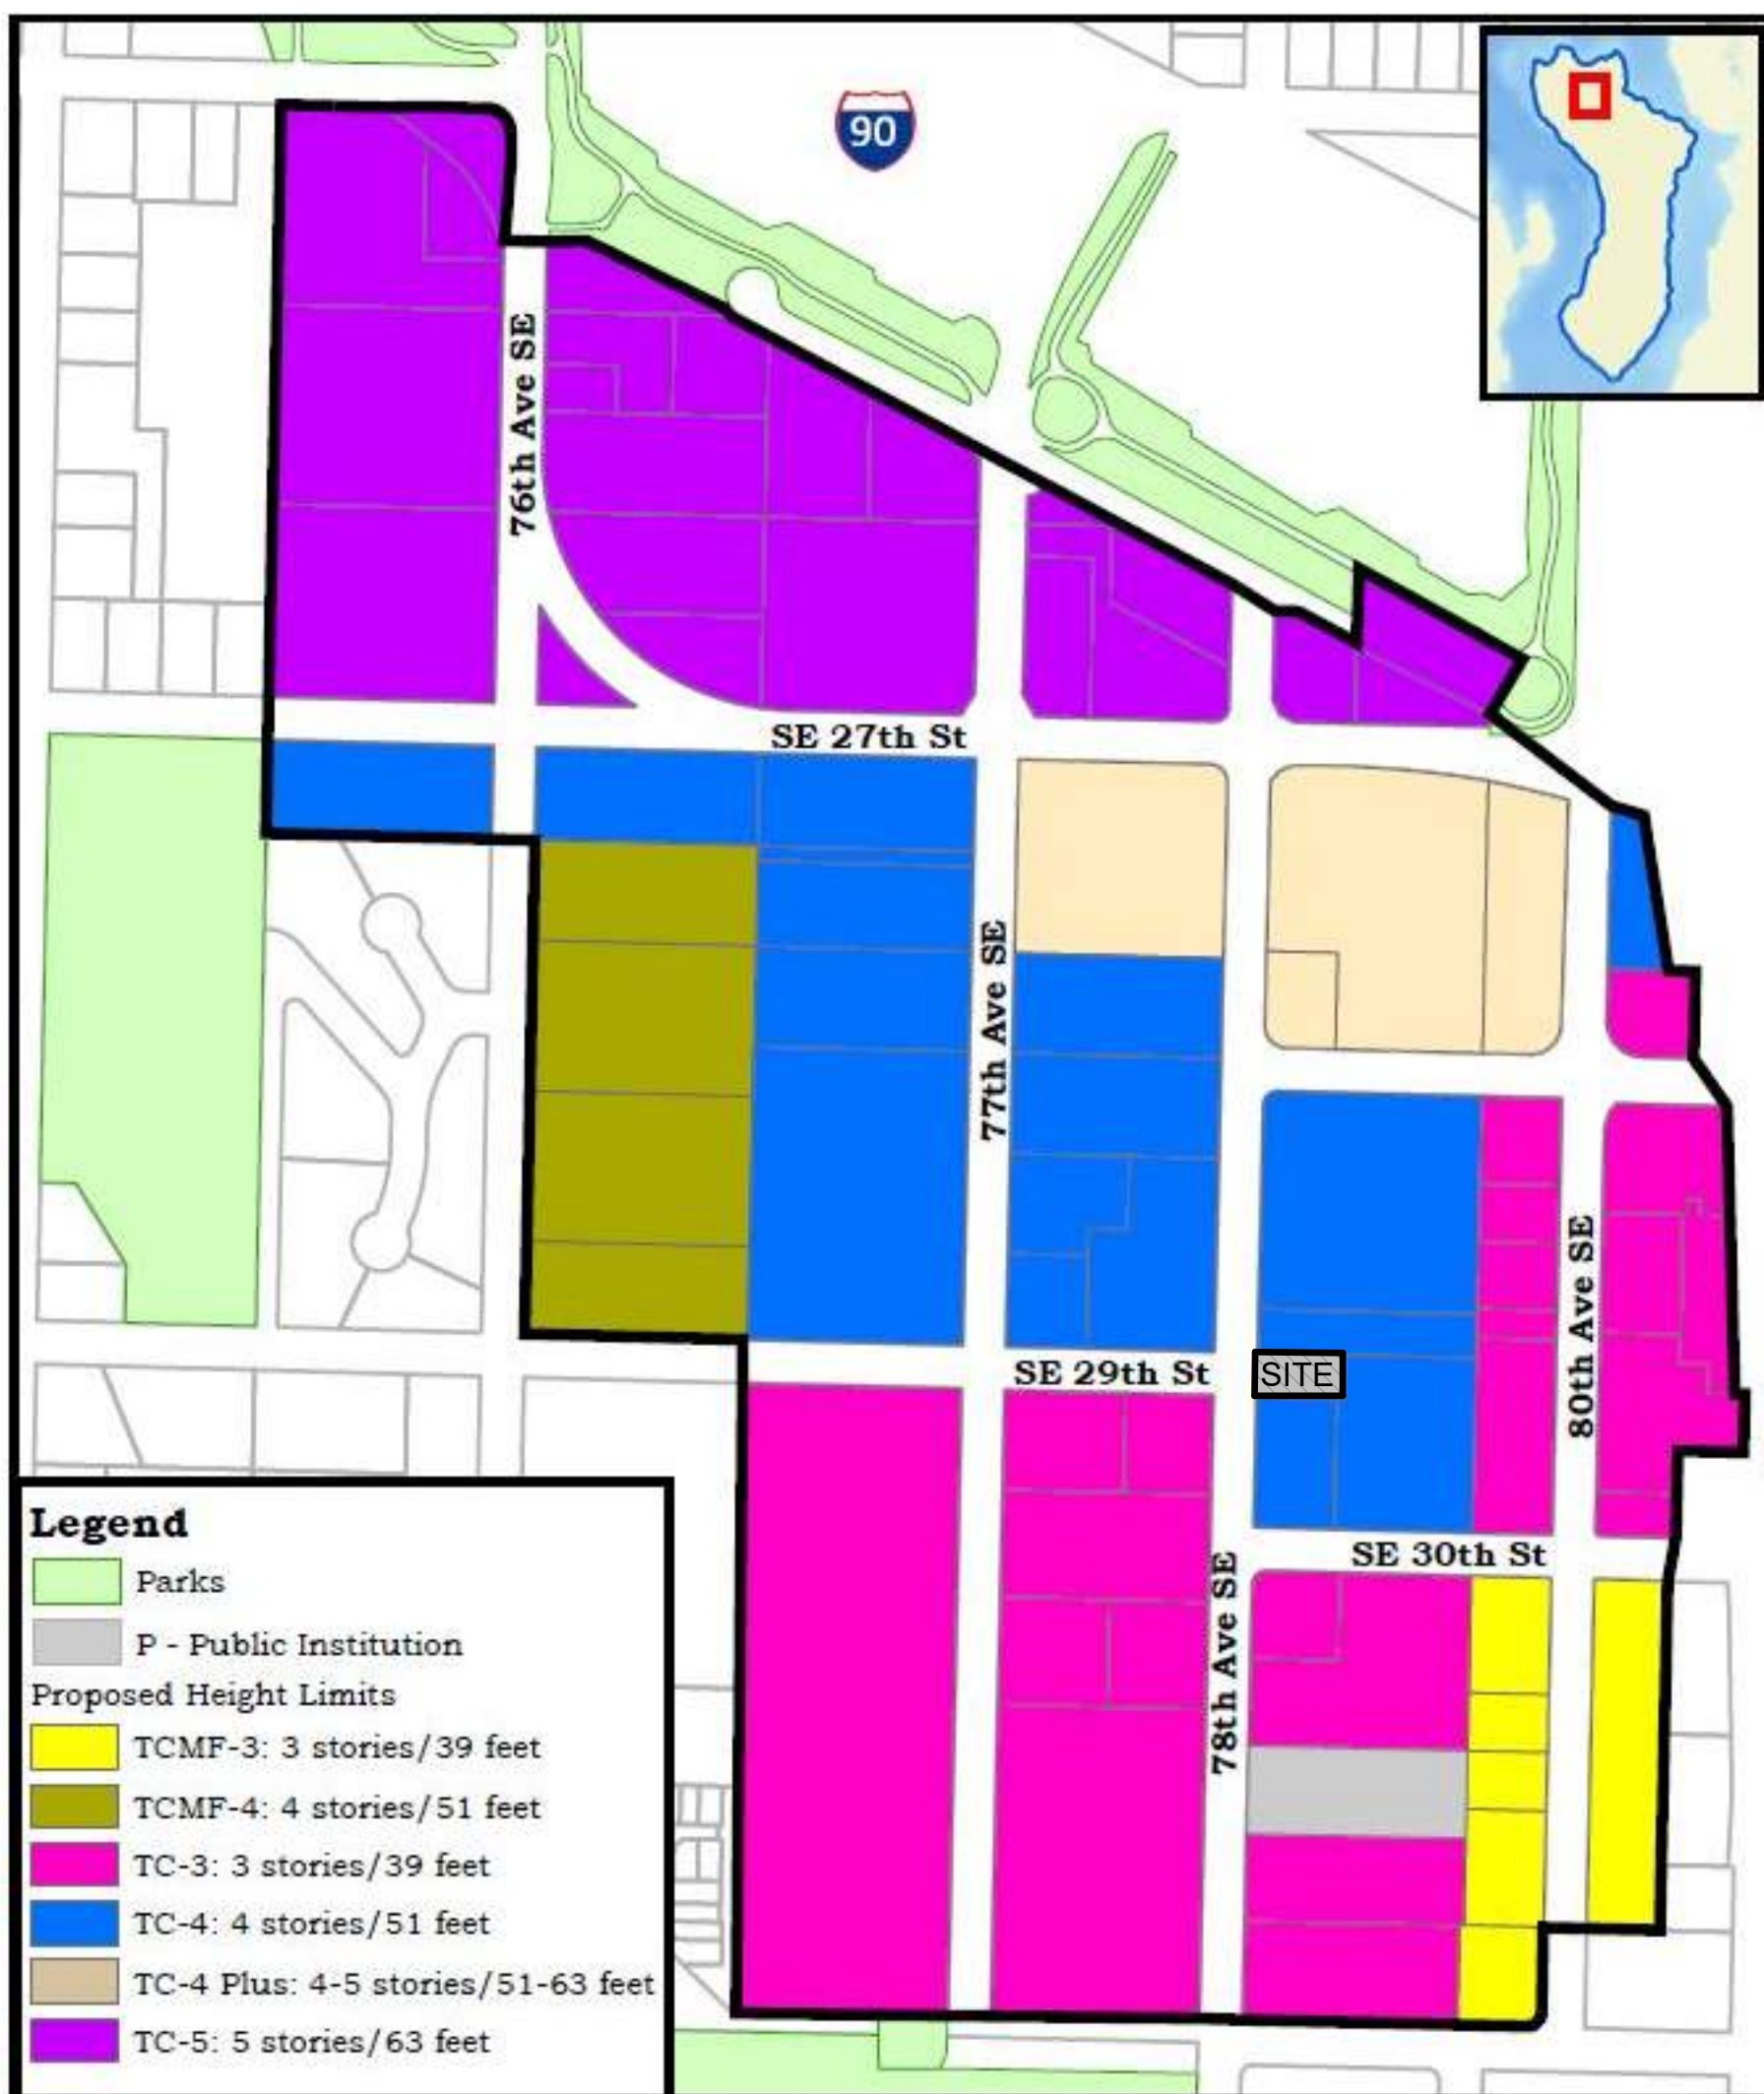 90
76th Ave SE
SE 27th St
77th Ave SE
80th Ave SE
SE 29th St
SITE
SE 30th St
78th Ave SE
Legend
Parks
P - Public Institution
Proposed Height Limits
TCMF-3: 3 stories/39 feet
TCMF-4: 4 stories/51 feet
TC-3: 3 stories/39 feet
TC-4: 4 stories/51 feet
TC-4 Plus: 4-5 stories/51-63 feet
TC-5: 5 stories/63 feet